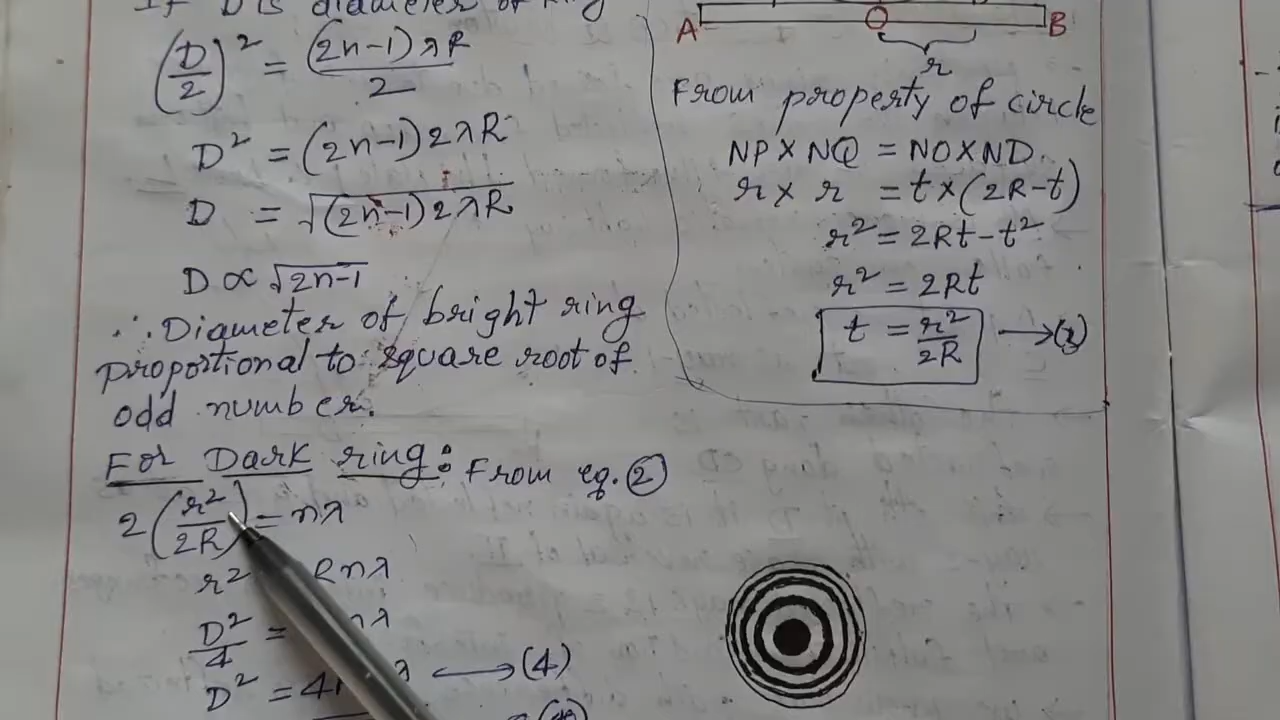 If D is diameter of ring
(D/2)² = (2n-1)λR/2
D² = (2n-1)2λR
D = √(2n-1)2λR
D ∝ √2n-1
∴ Diameter of bright ring
proportional to square root of
odd number.
For Dark ring: From eq. ②
2(r²/2R) = nλ
r² Rnλ
D²/4 = nλ
D² = 4 λ → (4)
A O B
r
From property of circle
NP × NQ = NO × ND.
r × r = t × (2R-t)
r² = 2Rt - t²
r² = 2Rt
t = r²/2R